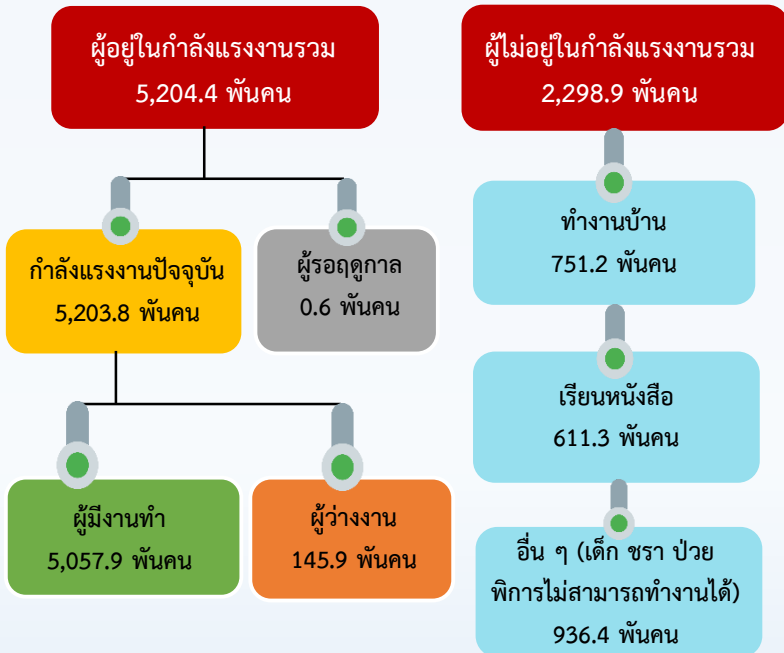 ผู้อยู่ในกำลังแรงงานรวม
5,204.4 พันคน
กำลังแรงงานปัจจุบัน
5,203.8 พันคน
ผู้รอฤดูกาล
0.6 พันคน
ผู้มีงานทำ
5,057.9 พันคน
ผู้ว่างงาน
145.9 พันคน
ผู้ไม่อยู่ในกำลังแรงงานรวม
2,298.9 พันคน
ทำงานบ้าน
751.2 พันคน
เรียนหนังสือ
611.3 พันคน
อื่น ๆ (เด็ก ชรา ป่วย
พิการไม่สามารถทำงานได้)
936.4 พันคน